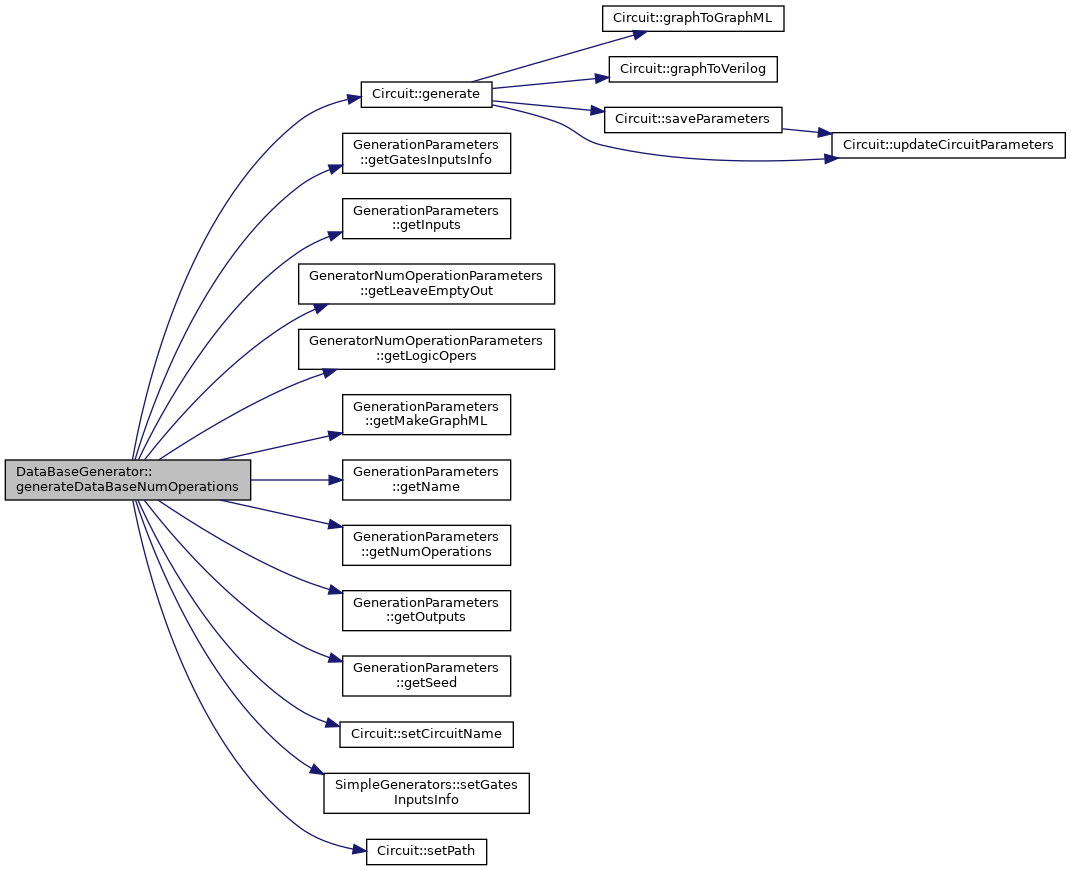 Circuit::graphToGraphML
Circuit::graphToVerilog
Circuit::generate
Circuit::saveParameters
Circuit::updateCircuitParameters
GenerationParameters
::getGatesInputsInfo
GenerationParameters
::getInputs
GeneratorNumOperationParameters
::getLeaveEmptyOut
GeneratorNumOperationParameters
::getLogicOpers
GenerationParameters
::getMakeGraphML
DataBaseGenerator::
generateDataBaseNumOperations
GenerationParameters
::getName
GenerationParameters
::getNumOperations
GenerationParameters
::getOutputs
GenerationParameters
::getSeed
Circuit::setCircuitName
SimpleGenerators::setGates
InputsInfo
Circuit::setPath